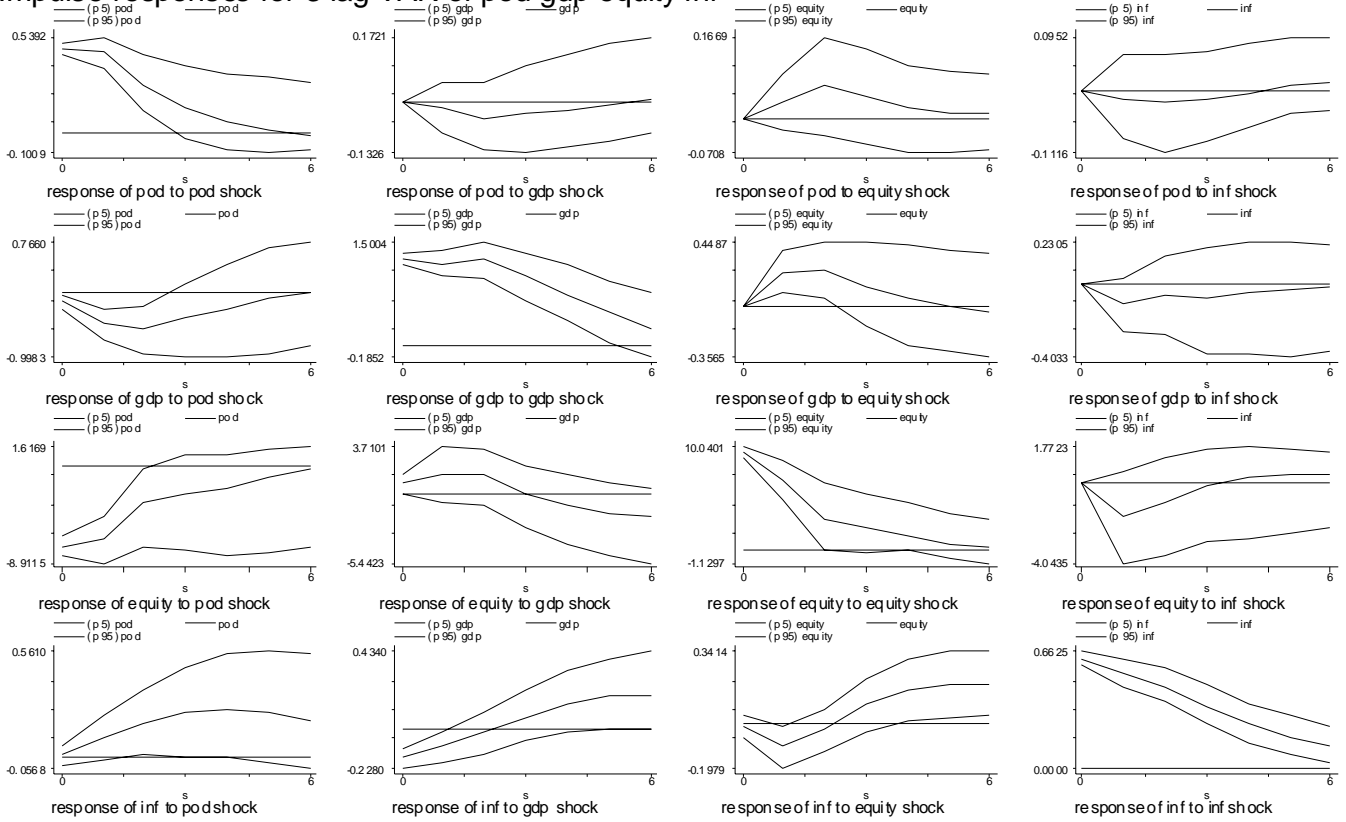 response of pod to pod shock
(p 5) pod
pod
(p 95) pod
0.5392
-0.1009
0
s
6
response of pod to gdp shock
(p 5) gdp
gdp
(p 95) gdp
0.1721
-0.1326
0
s
6
response of pod to equity shock
(p 5) equity
equity
(p 95) equity
0.1669
-0.0708
0
s
6
response of pod to inf shock
(p 5) inf
inf
(p 95) inf
0.0952
-0.1116
0
s
6
response of gdp to pod shock
(p 5) pod
pod
(p 95) pod
0.7660
-0.9983
0
s
6
response of gdp to gdp shock
(p 5) gdp
gdp
(p 95) gdp
1.5004
-0.1852
0
s
6
response of gdp to equity shock
(p 5) equity
equity
(p 95) equity
0.4487
-0.3565
0
s
6
response of gdp to inf shock
(p 5) inf
inf
(p 95) inf
0.2305
-0.4033
0
s
6
response of equity to pod shock
(p 5) pod
pod
(p 95) pod
1.6169
-8.9115
0
s
6
response of equity to gdp shock
(p 5) gdp
gdp
(p 95) gdp
3.7101
-5.4423
0
s
6
response of equity to equity shock
(p 5) equity
equity
(p 95) equity
10.0401
-1.1297
0
s
6
response of equity to inf shock
(p 5) inf
inf
(p 95) inf
1.7723
-4.0435
0
s
6
response of inf to pod shock
(p 5) pod
pod
(p 95) pod
0.5610
-0.0568
0
s
6
response of inf to gdp shock
(p 5) gdp
gdp
(p 95) gdp
0.4340
-0.2280
0
s
6
response of inf to equity shock
(p 5) equity
equity
(p 95) equity
0.3414
-0.1979
0
s
6
response of inf to inf shock
(p 5) inf
inf
(p 95) inf
0.6625
0.0000
0
s
6